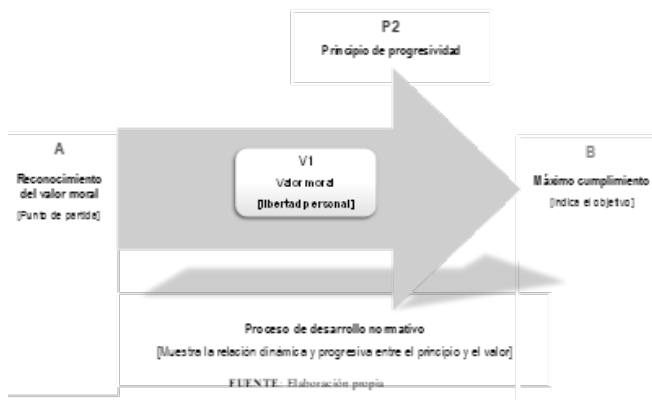 P2
Principio de progresividad
A
Reconocimiento
del valor moral
[Punto de partida]
V1
Valor moral
[libertad personal]
B
Máximo cumplimiento
[Indica el objetivo]
Proceso de desarrollo normativo
[Muestra la relación dinámica y progresiva entre el principio y el valor]
FUENTE: Elaboración propia